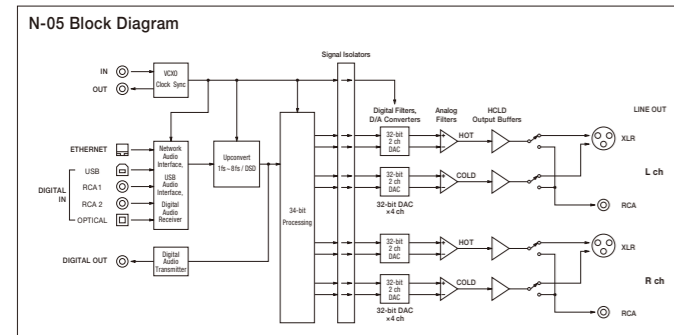 N-05 Block Diagram
Signal Isolators
IN
OUT
VCXO
Clock Sync
Digital Filters,
D/A Converters
Analog
Filters
HCLD
Output Buffers
LINE OUT
ETHERNET
USB
RCA 1
RCA 2
OPTICAL
DIGITAL
IN
Network
Audio
Interface,
USB
Audio
Interface,
Digital
Audio
Receiver
Upconvert
1fs – 8fs / DSD
34-bit
Processing
32-bit
2 ch
DAC
HOT
XLR
L ch
32-bit
2 ch
DAC
COLD
32-bit DAC
×4 ch
RCA
DIGITAL OUT
Digital
Audio
Transmitter
32-bit
2 ch
DAC
HOT
XLR
R ch
32-bit
2 ch
DAC
COLD
32-bit DAC
×4 ch
RCA